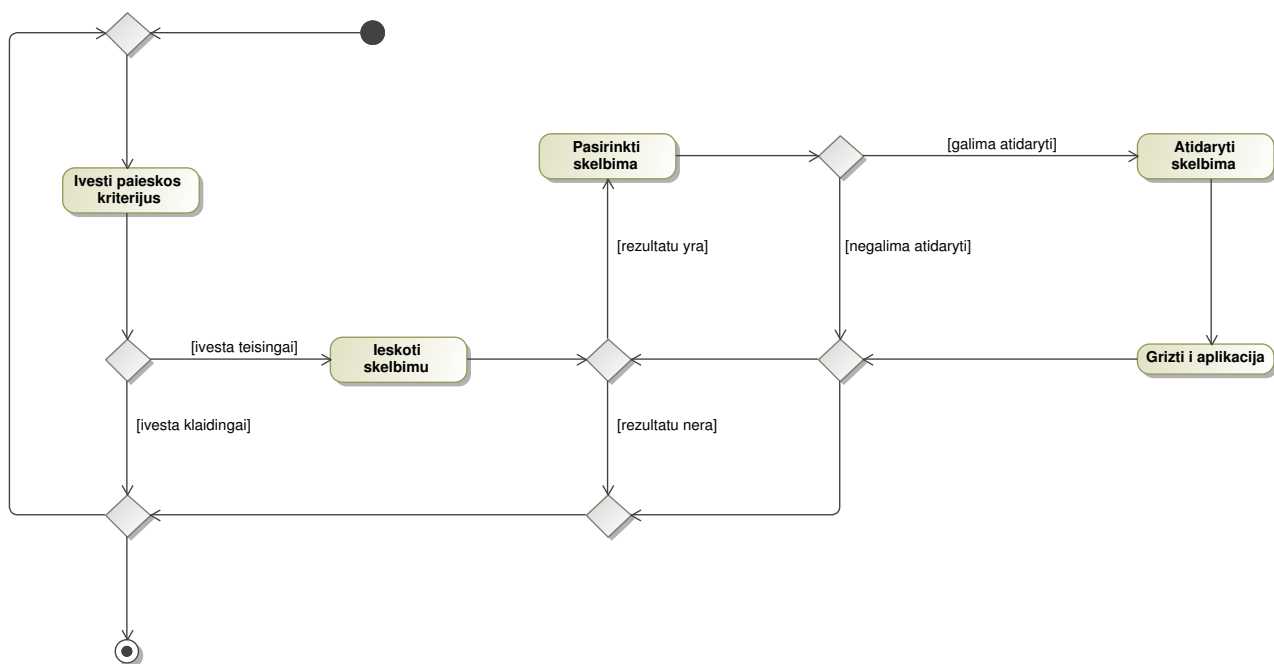 Pasirinkti
skelbima
[galima atidaryti]
Atidaryti
skelbima
Ivesti paieskos
kriterijus
[rezultatu yra]
[negalima atidaryti]
[ivesta teisingai]
Ieskoti
skelbimu
Grizti i aplikacija
[ivesta klaidingai]
[rezultatu nera]